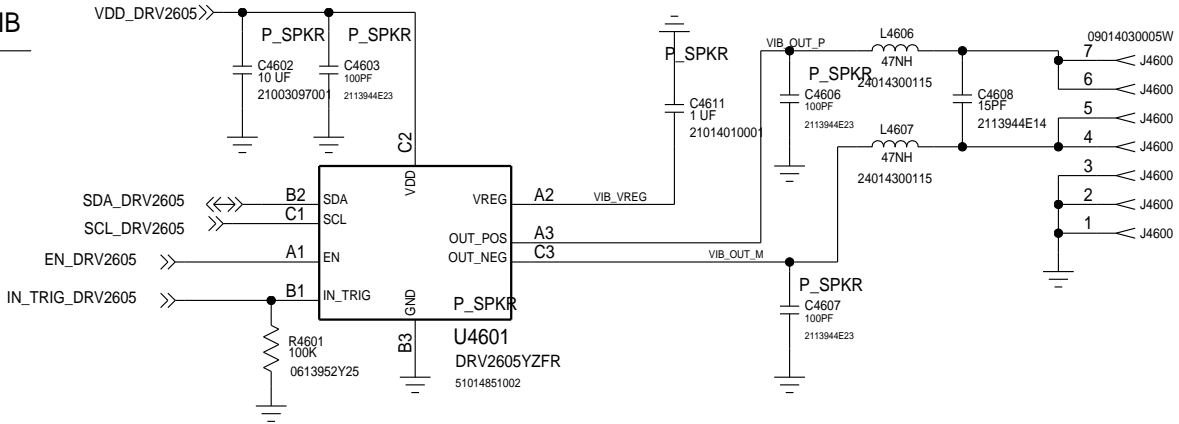 IB
VDD_DRV2605
P_SPKR
P_SPKR
C4602
10 UF
21003097001
C4603
100PF
2113944E23
P_SPKR
C4611
1 UF
21014010001
VIB_OUT_P
P_SPKR
C4606
100PF
2113944E23
L4606
47NH
24014300115
L4607
47NH
24014300115
C4608
15PF
2113944E14
09014030005W
7 J4600
6 J4600
5 J4600
4 J4600
3 J4600
2 J4600
1 J4600
C2
VDD
SDA_DRV2605
B2
SDA
SCL_DRV2605
C1
SCL
EN_DRV2605
A1
EN
IN_TRIG_DRV2605
B1
IN_TRIG
VREG
A2
VIB_VREG
OUT_POS
A3
OUT_NEG
C3
VIB_OUT_M
GND
B3
P_SPKR
U4601
DRV2605YZFR
51014851002
R4601
100K
0613952Y25
P_SPKR
C4607
100PF
2113944E23